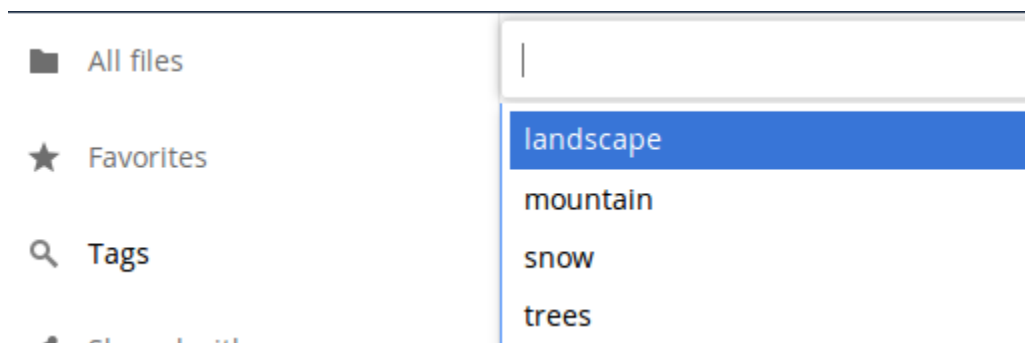 All files
Favorites
Tags
landscape
mountain
snow
trees